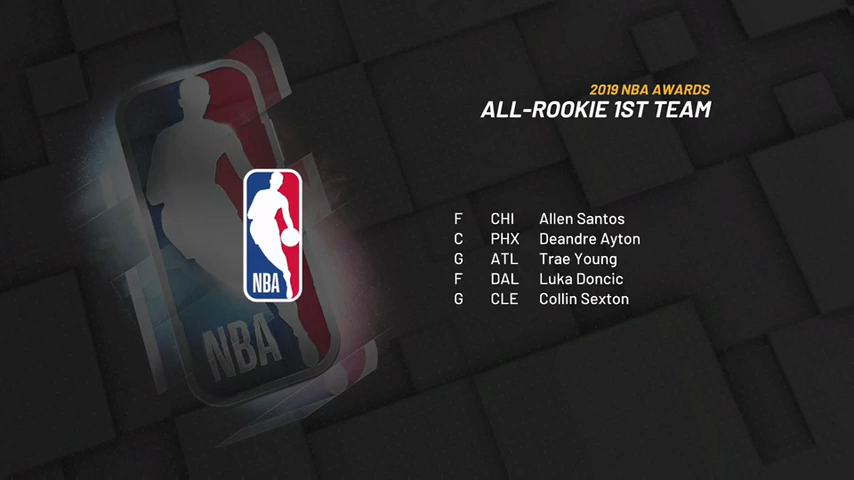 2019 NBA AWARDS
ALL-ROOKIE 1ST TEAM
F CHI Allen Santos
C PHX Deandre Ayton
G ATL Trae Young
F DAL Luka Doncic
G CLE Collin Sexton
NBA
NBA